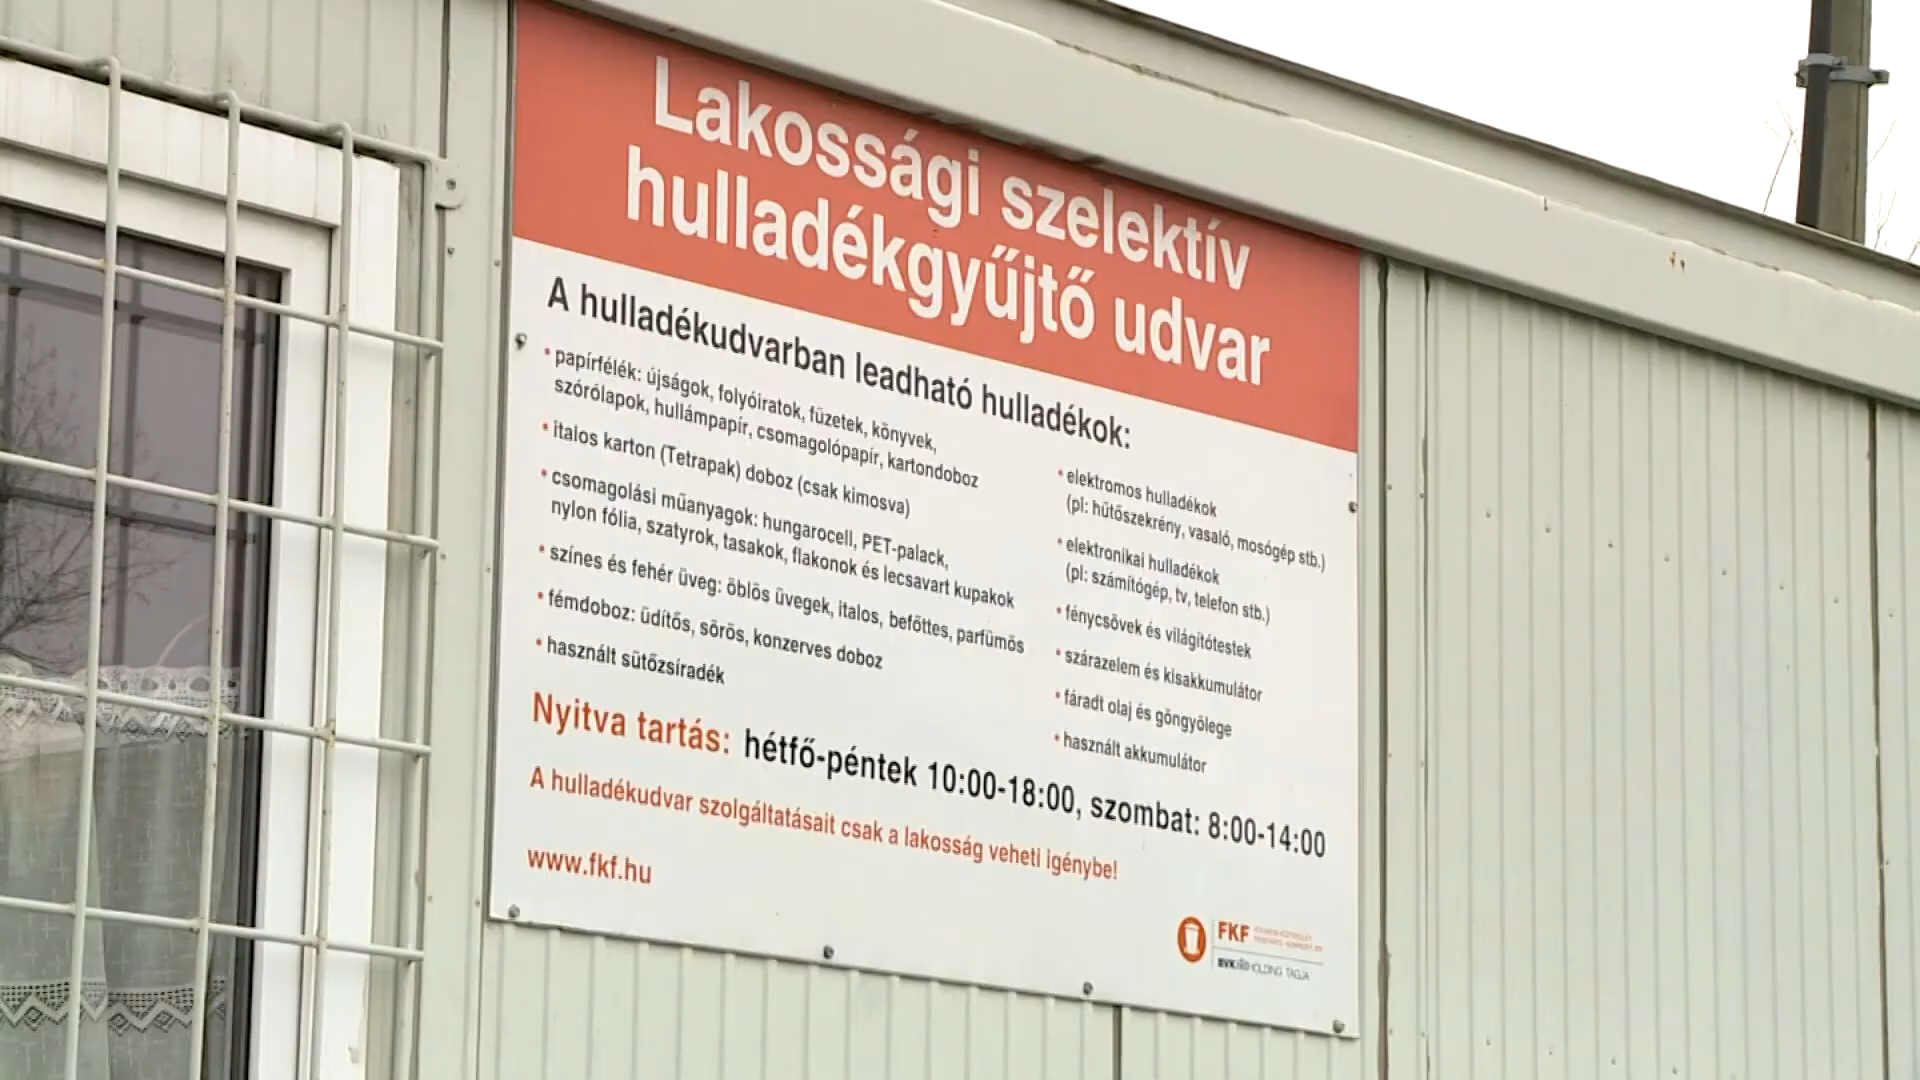 Lakossági szelektív
hulladékgyűjtő udvar
A hulladékudvarban leadható hulladékok:
• papírfélék: újságok, folyóiratok, füzetek, könyvek,
szórólapok, hullámpapír, csomagolópapír, kartondoboz
• italos karton (Tetrapak) doboz (csak kimosva)
• csomagolási műanyagok: hungarocell, PET-palack,
nylon fólia, szatyrok, tasakok, flakonok és lecsavart kupakok
• színes és fehér üveg: öblös üvegek, italos, befőttes, parfümös
• fémdoboz: üdítős, sörös, konzerves doboz
• használt sütőzsíradék
• elektromos hulladékok
(pl: hűtőszekrény, vasaló, mosógép stb.)
• elektronikai hulladékok
(pl: számítógép, tv, telefon stb.)
• fénycsövek és világítótestek
• szárazelem és kisakkumulátor
• fáradt olaj és göngyölege
• használt akkumulátor
Nyitva tartás: hétfő-péntek 10:00-18:00, szombat: 8:00-14:00
A hulladékudvar szolgáltatásait csak a lakosság veheti igénybe!
www.fkf.hu
FKF
HOLDING TAGJA